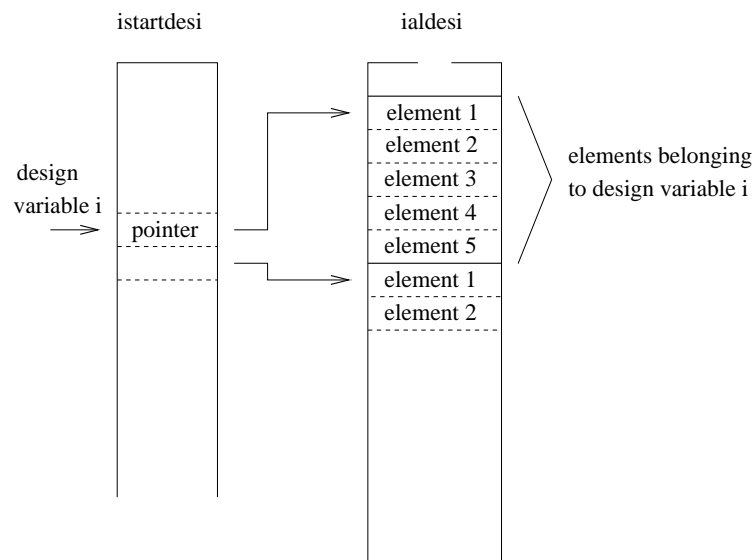 istartdesi
ialdesi
design
variable i
pointer
element 1
element 2
element 3
element 4
element 5
element 1
element 2
elements belonging
to design variable i